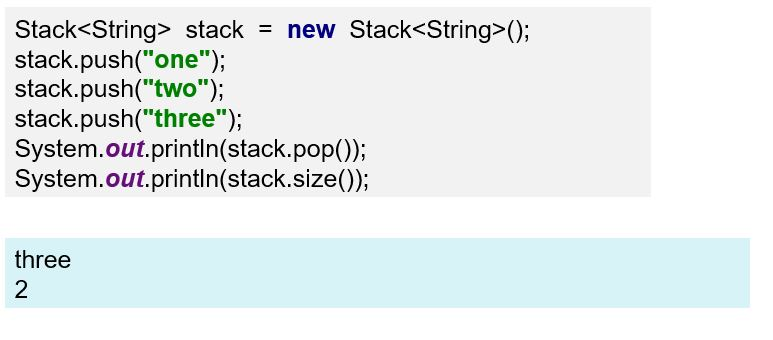 Stack<String> stack = new Stack<String>();
stack.push("one");
stack.push("two");
stack.push("three");
System.out.println(stack.pop());
System.out.println(stack.size());
three
2